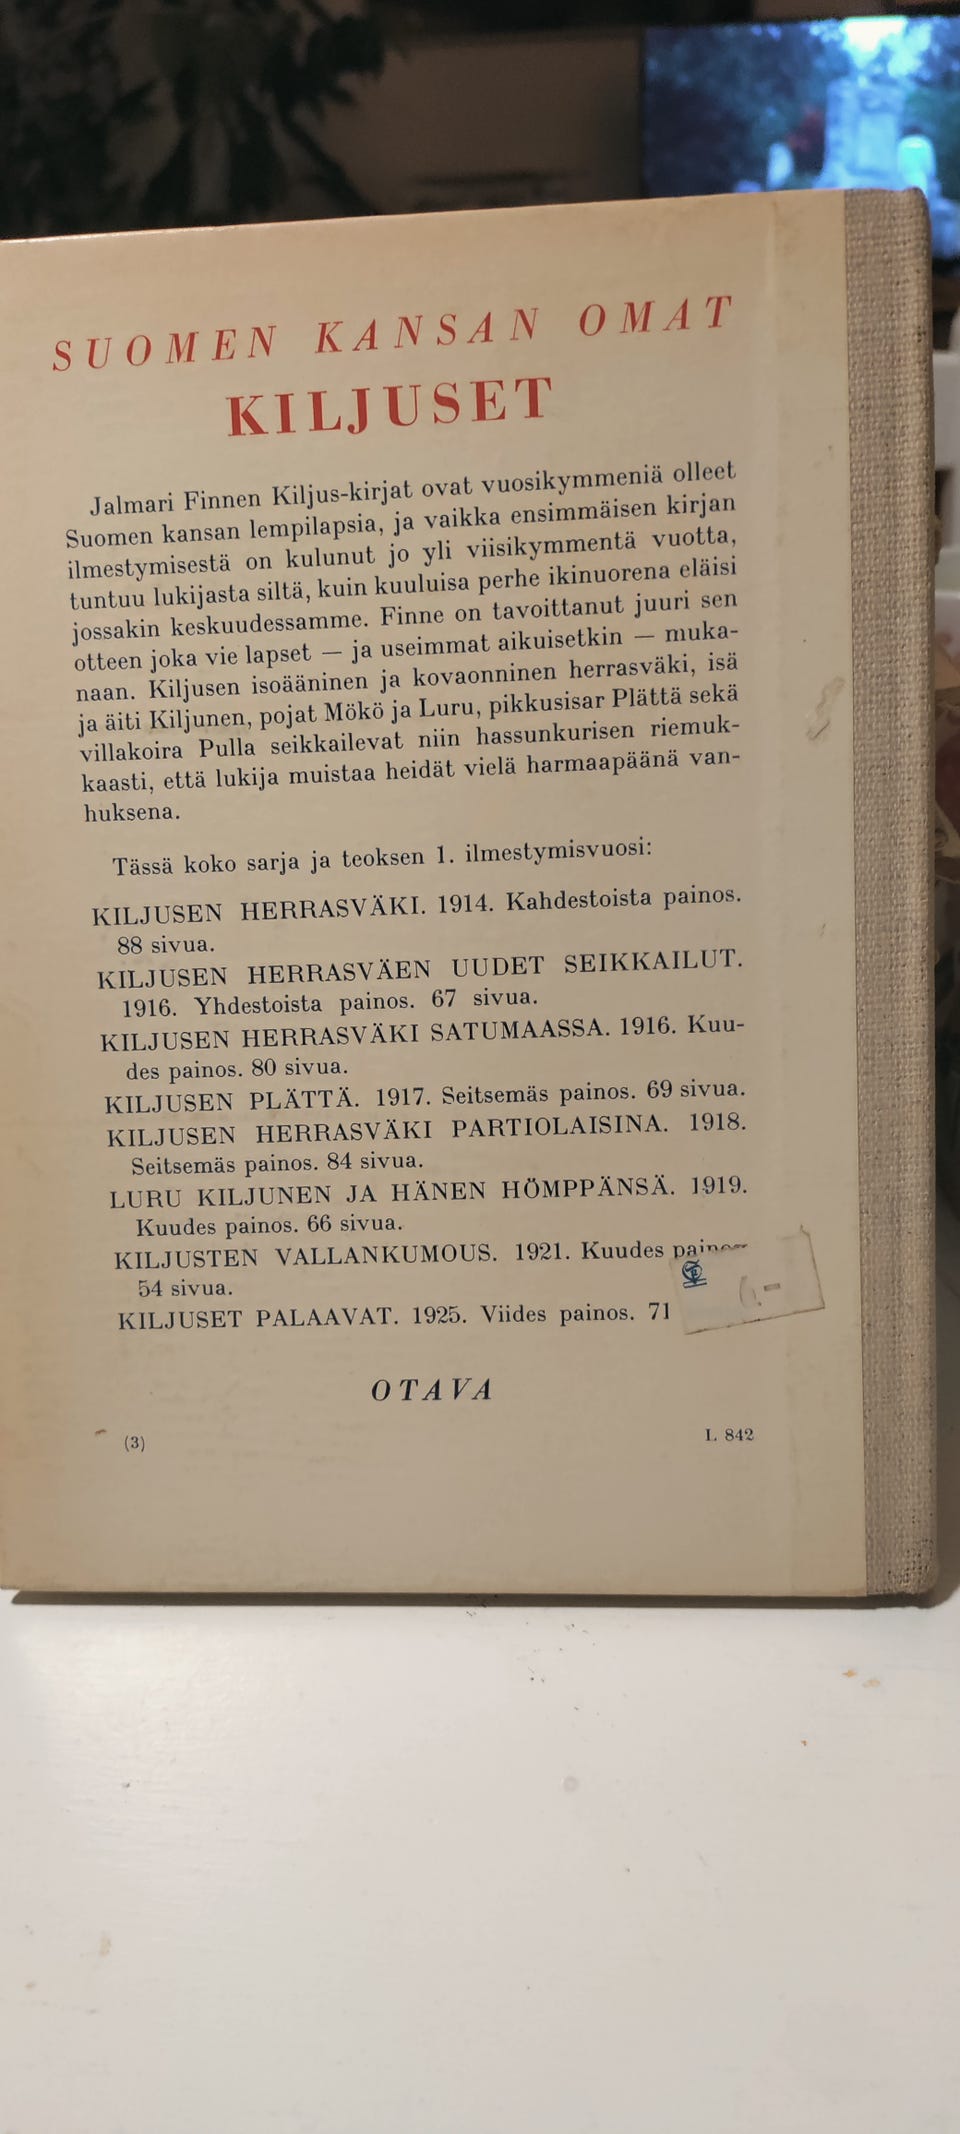 SUOMEN KANSAN OMAT
KILJUSET
Jalmari Finnen Kiljus-kirjat ovat vuosikymmeniä olleet
Suomen kansan lempilapsia, ja vaikka ensimmäisen kirjan
ilmestymisestä on kulunut jo yli viisikymmentä vuotta,
tuntuu lukijasta siltä, kuin kuuluisa perhe ikinuorena eläisi
jossakin keskuudessamme. Finne on tavoittanut juuri sen
otteen joka vie lapset — ja useimmat aikuisetkin — muka-
naan. Kiljusen isoääninen ja kovaonninen herrasväki, isä
ja äiti Kiljunen, pojat Mökö ja Luru, pikkusisar Plättä sekä
villakoira Pulla seikkailevat niin hassunkurisen riemuk-
kaasti, että lukija muistaa heidät vielä harmaapäänä van-
huksena.
Tässä koko sarja ja teoksen 1. ilmestymisvuosi:
KILJUSEN HERRASVÄKI. 1914. Kahdestoista painos.
88 sivua.
KILJUSEN HERRASVÄEN UUDET SEIKKAILUT.
1916. Yhdestoista painos. 67 sivua.
KILJUSEN HERRASVÄKI SATUMAASSA. 1916. Kuu-
des painos. 80 sivua.
KILJUSEN PLÄTTÄ. 1917. Seitsemäs painos. 69 sivua.
KILJUSEN HERRASVÄKI PARTIOLAISINA. 1918.
Seitsemäs painos. 84 sivua.
LURU KILJUNEN JA HÄNEN HÖMPPÄNSÄ. 1919.
Kuudes painos. 66 sivua.
KILJUSTEN VALLANKUMOUS. 1921. Kuudes painos
54 sivua.
KILJUSET PALAAVAT. 1925. Viides painos. 71
OTAVA
(3)
L. 842